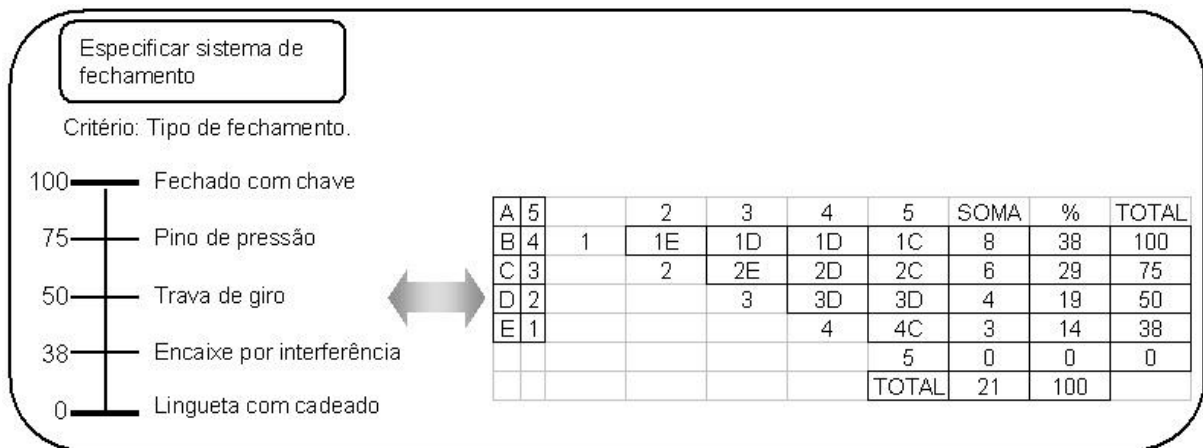 Especificar sistema de
fechamento
Critério: Tipo de fechamento.
100 Fechado com chave
75 Pino de pressão
50 Trava de giro
38 Encaixe por interferência
0 Lingueta com cadeado
A 5 2 3 4 5 SOMA % TOTAL
B 4 1 1E 1D 1D 1C 8 38 100
C 3 2 2E 2D 2C 6 29 75
D 2 3 3D 3D 4 19 50
E 1 4 4C 3 14 38
5 0 0 0
TOTAL 21 100